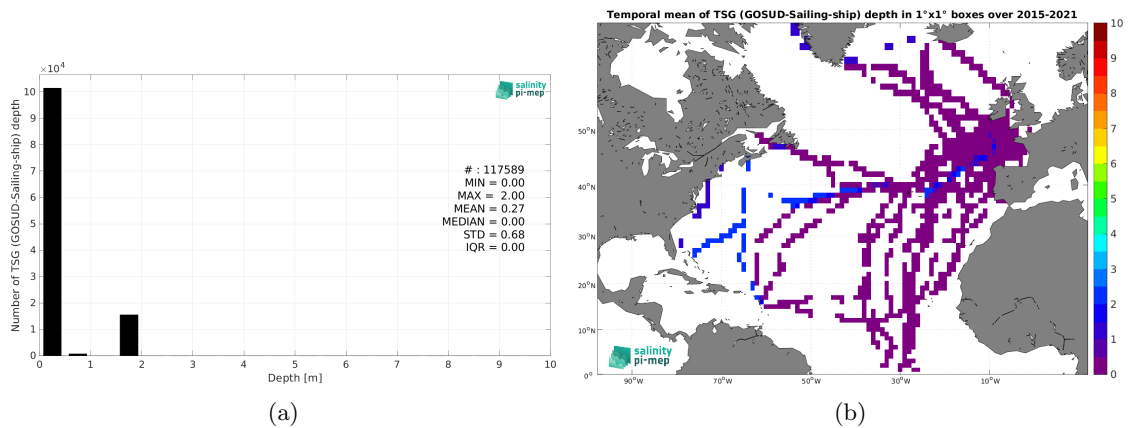 ×10⁴
10
9
8
7
6
5
4
3
2
1
0
Number of TSG (GOSUD-Sailing-ship) depth
salinity
pi-mep
# : 117589
MIN = 0.00
MAX = 2.00
MEAN = 0.27
MEDIAN = 0.00
STD = 0.68
IQR = 0.00
0 1 2 3 4 5 6 7 8 9 10
Depth [m]
(a)
Temporal mean of TSG (GOSUD-Sailing-ship) depth in 1°x1° boxes over 2015-2021
50°N
40°N
30°N
20°N
10°N
0°
90°W 70°W 50°W 30°W 10°W
salinity
pi-mep
10
9
8
7
6
5
4
3
2
1
0
(b)